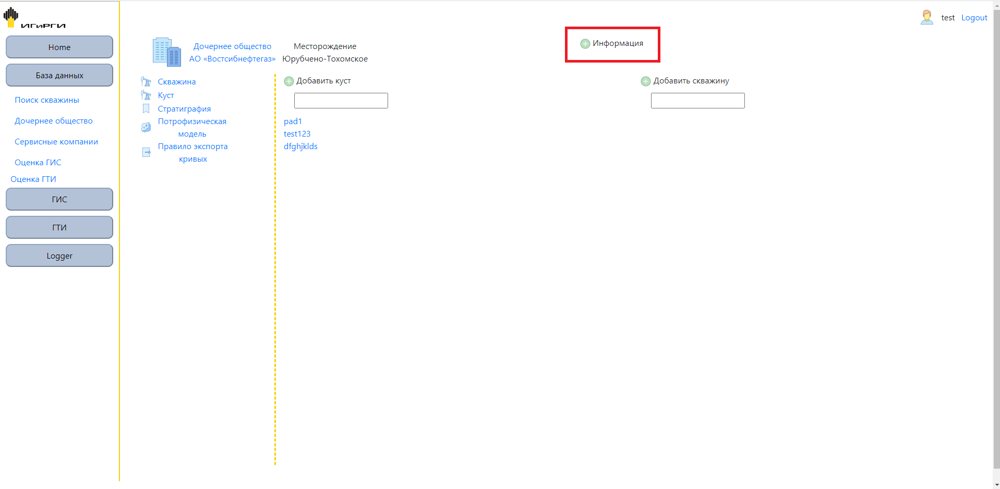 ИГиРГИ
test Logout
Home
База данных
Поиск скважины
Дочернее общество
Сервисные компании
Оценка ГИС
Оценка ГТИ
ГИС
ГТИ
Logger
Дочернее общество
АО «Востсибнефтегаз»
Месторождение
Юрубчено-Тохомское
Информация
Скважина
Куст
Стратиграфия
Потрофизическая
модель
Правило экспорта
кривых
Добавить куст
pad1
test123
dfghjklds
Добавить скважину